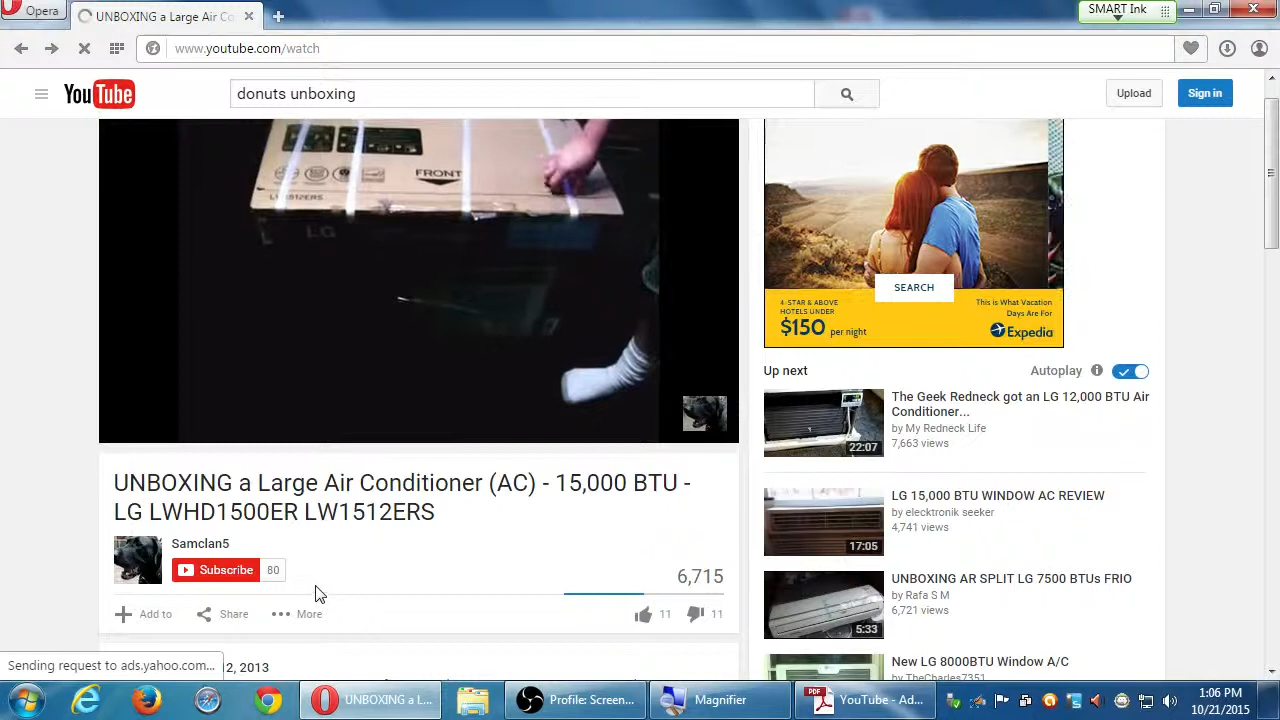 Opera
UNBOXING a Large Air Co
SMART Ink
www.youtube.com/watch
YouTube
donuts unboxing
Upload
Sign in
FRONT
LW1512ERS
LG
SEARCH
4-STAR & ABOVE
HOTELS UNDER
$150 per night
This is What Vacation
Days Are For
Expedia
Up next
Autoplay
The Geek Redneck got an LG 12,000 BTU Air
Conditioner...
by My Redneck Life
7,663 views
22:07
LG 15,000 BTU WINDOW AC REVIEW
by elecktronik seeker
4,741 views
17:05
UNBOXING AR SPLIT LG 7500 BTUs FRIO
by Rafa S M
6,721 views
5:33
New LG 8000BTU Window A/C
by TheCharles7351
UNBOXING a Large Air Conditioner (AC) - 15,000 BTU -
LG LWHD1500ER LW1512ERS
Samclan5
Subscribe
80
6,715
Add to
Share
More
11
11
Sending request to ads.yahoo.com...
2, 2013
UNBOXING a L...
Profile: Screen...
Magnifier
PDF
YouTube - Ad...
1:06 PM
10/21/2015